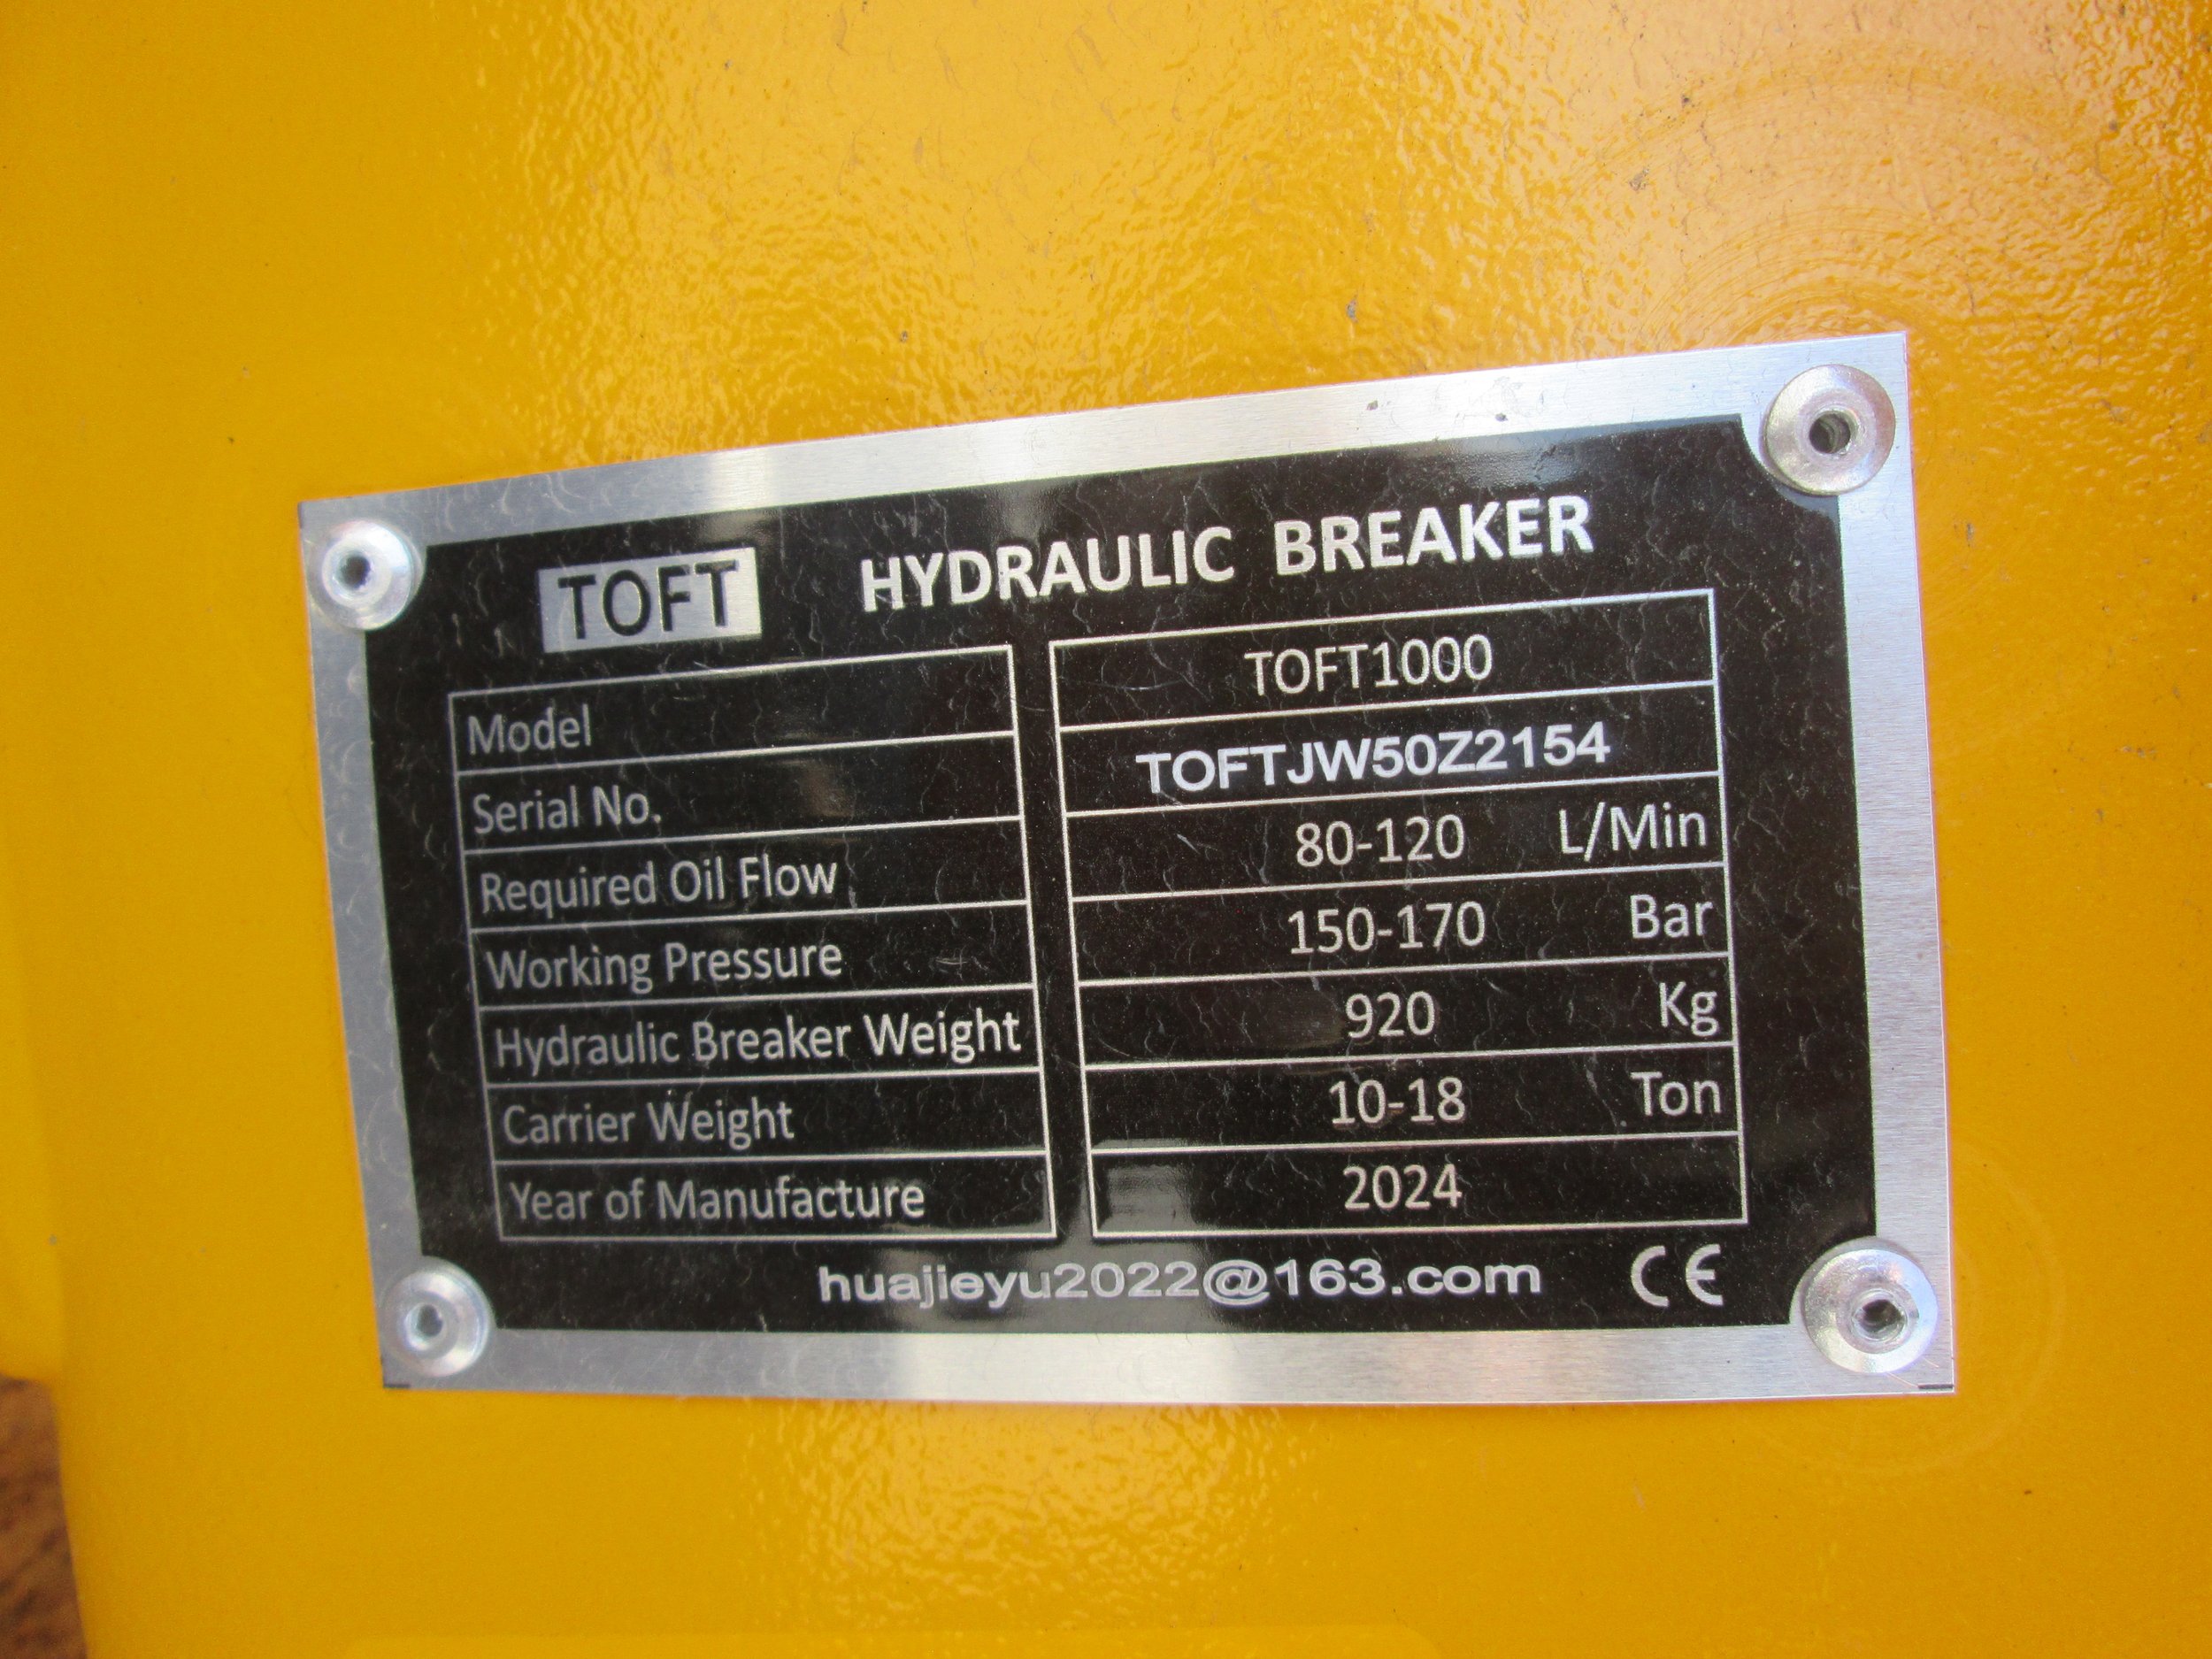 TOFT HYDRAULIC BREAKER
Model TOFT1000
Serial No. TOFTJW50Z2154
Required Oil Flow 80-120 L/Min
Working Pressure 150-170 Bar
Hydraulic Breaker Weight 920 Kg
Carrier Weight 10-18 Ton
Year of Manufacture 2024
huajieyu2022@163.com CE